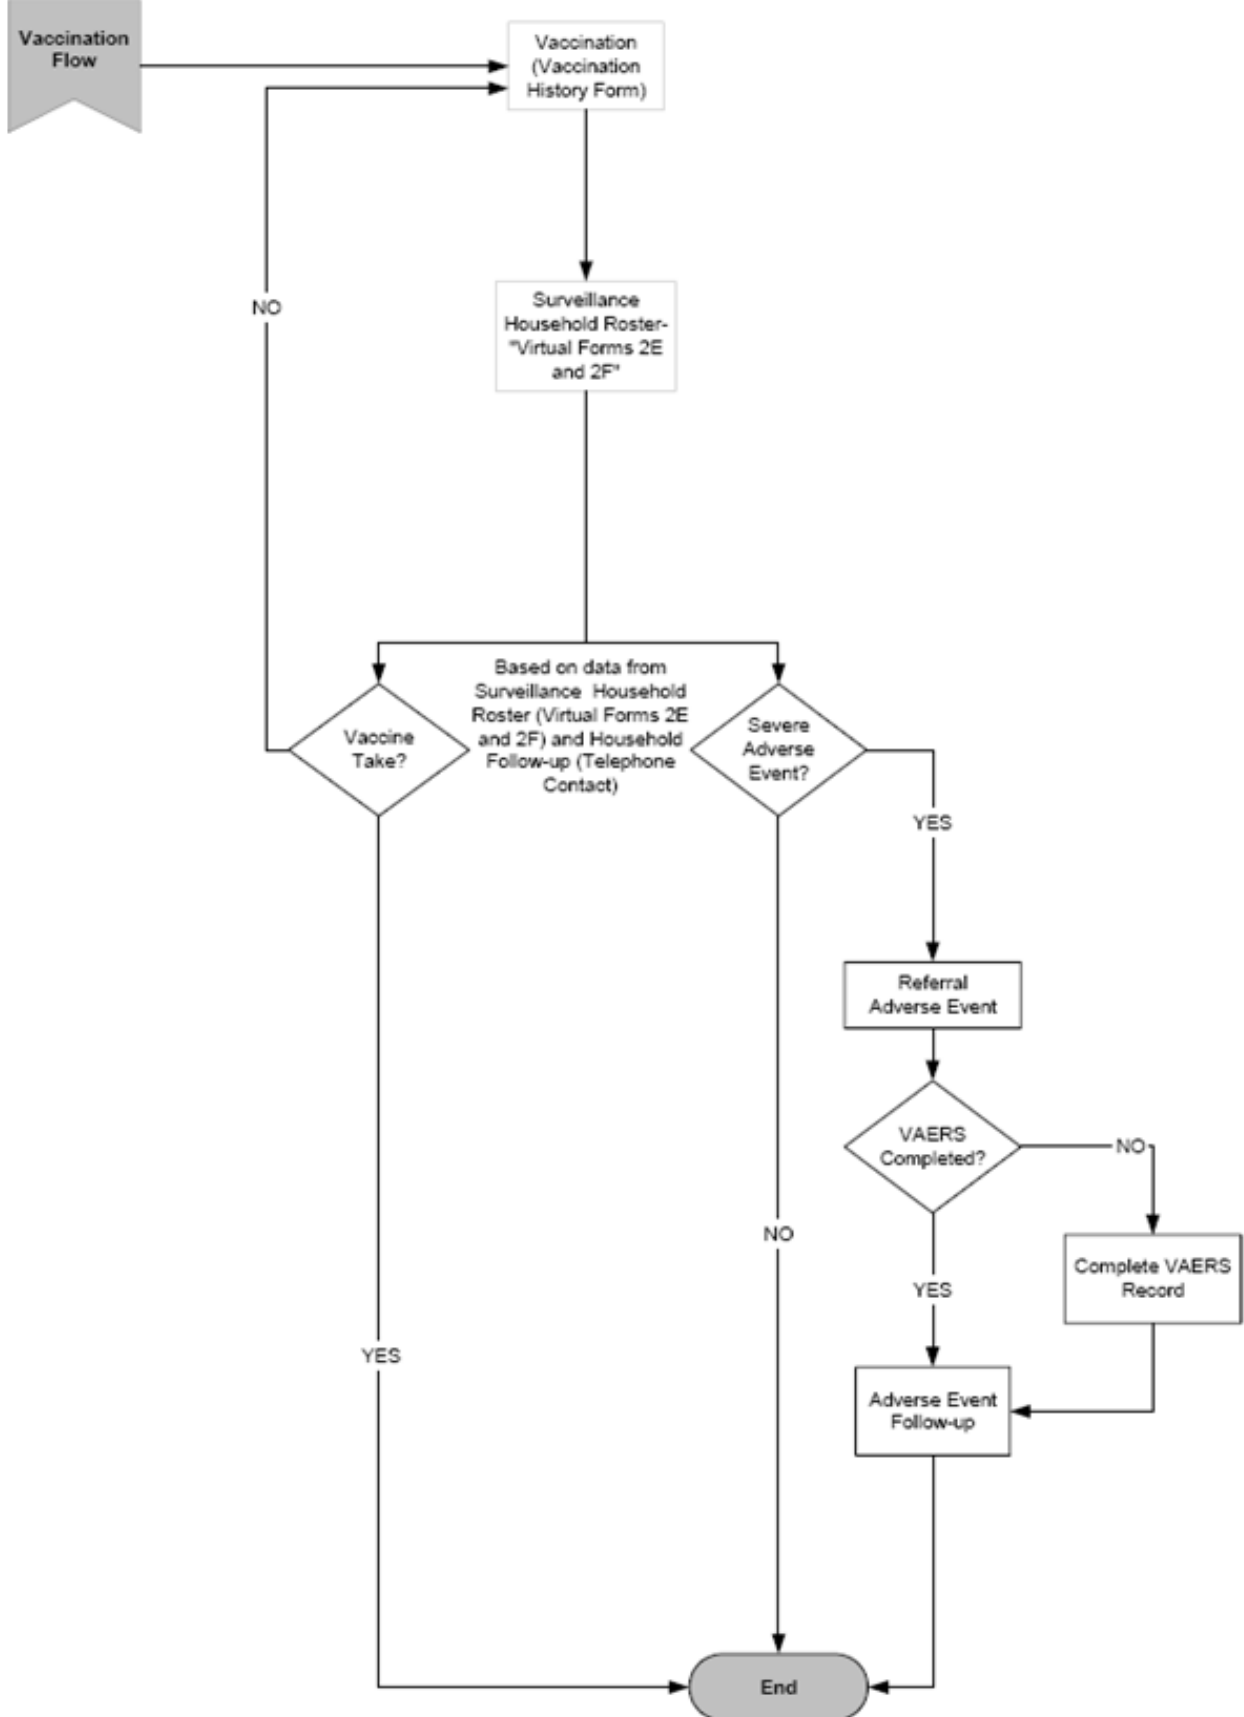 Vaccination
Flow
Vaccination
(Vaccination
History Form)
NO
Surveillance
Household Roster-
"Virtual Forms 2E
and 2F"
Based on data from
Surveillance Household
Roster (Virtual Forms 2E
and 2F) and Household
Follow-up (Telephone
Contact)
Vaccine
Take?
Severe
Adverse
Event?
YES
Referral
Adverse Event
VAERS
Completed?
NO
NO
Complete VAERS
Record
YES
YES
Adverse Event
Follow-up
End